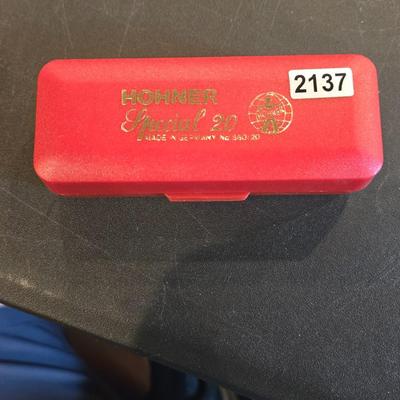 2137
HOHNER
Special 20
MADE IN GERMANY No 560/20